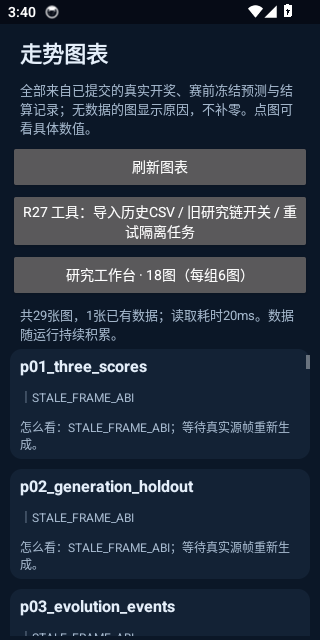 3:40
走势图表
全部来自已提交的真实开奖、赛前冻结预测与结
算记录；无数据的图显示原因，不补零。点图可
看具体数值。
刷新图表
R27 工具：导入历史CSV / 旧研究链开关 / 重
试隔离任务
研究工作台 · 18图（每组6图）
共29张图，1张已有数据；读取耗时20ms。数据
随运行持续积累。
p01_three_scores
｜STALE_FRAME_ABI
怎么看：STALE_FRAME_ABI；等待真实源帧重新生
成。
p02_generation_holdout
｜STALE_FRAME_ABI
怎么看：STALE_FRAME_ABI；等待真实源帧重新生
成。
p03_evolution_events
｜STALE_FRAME_ABI